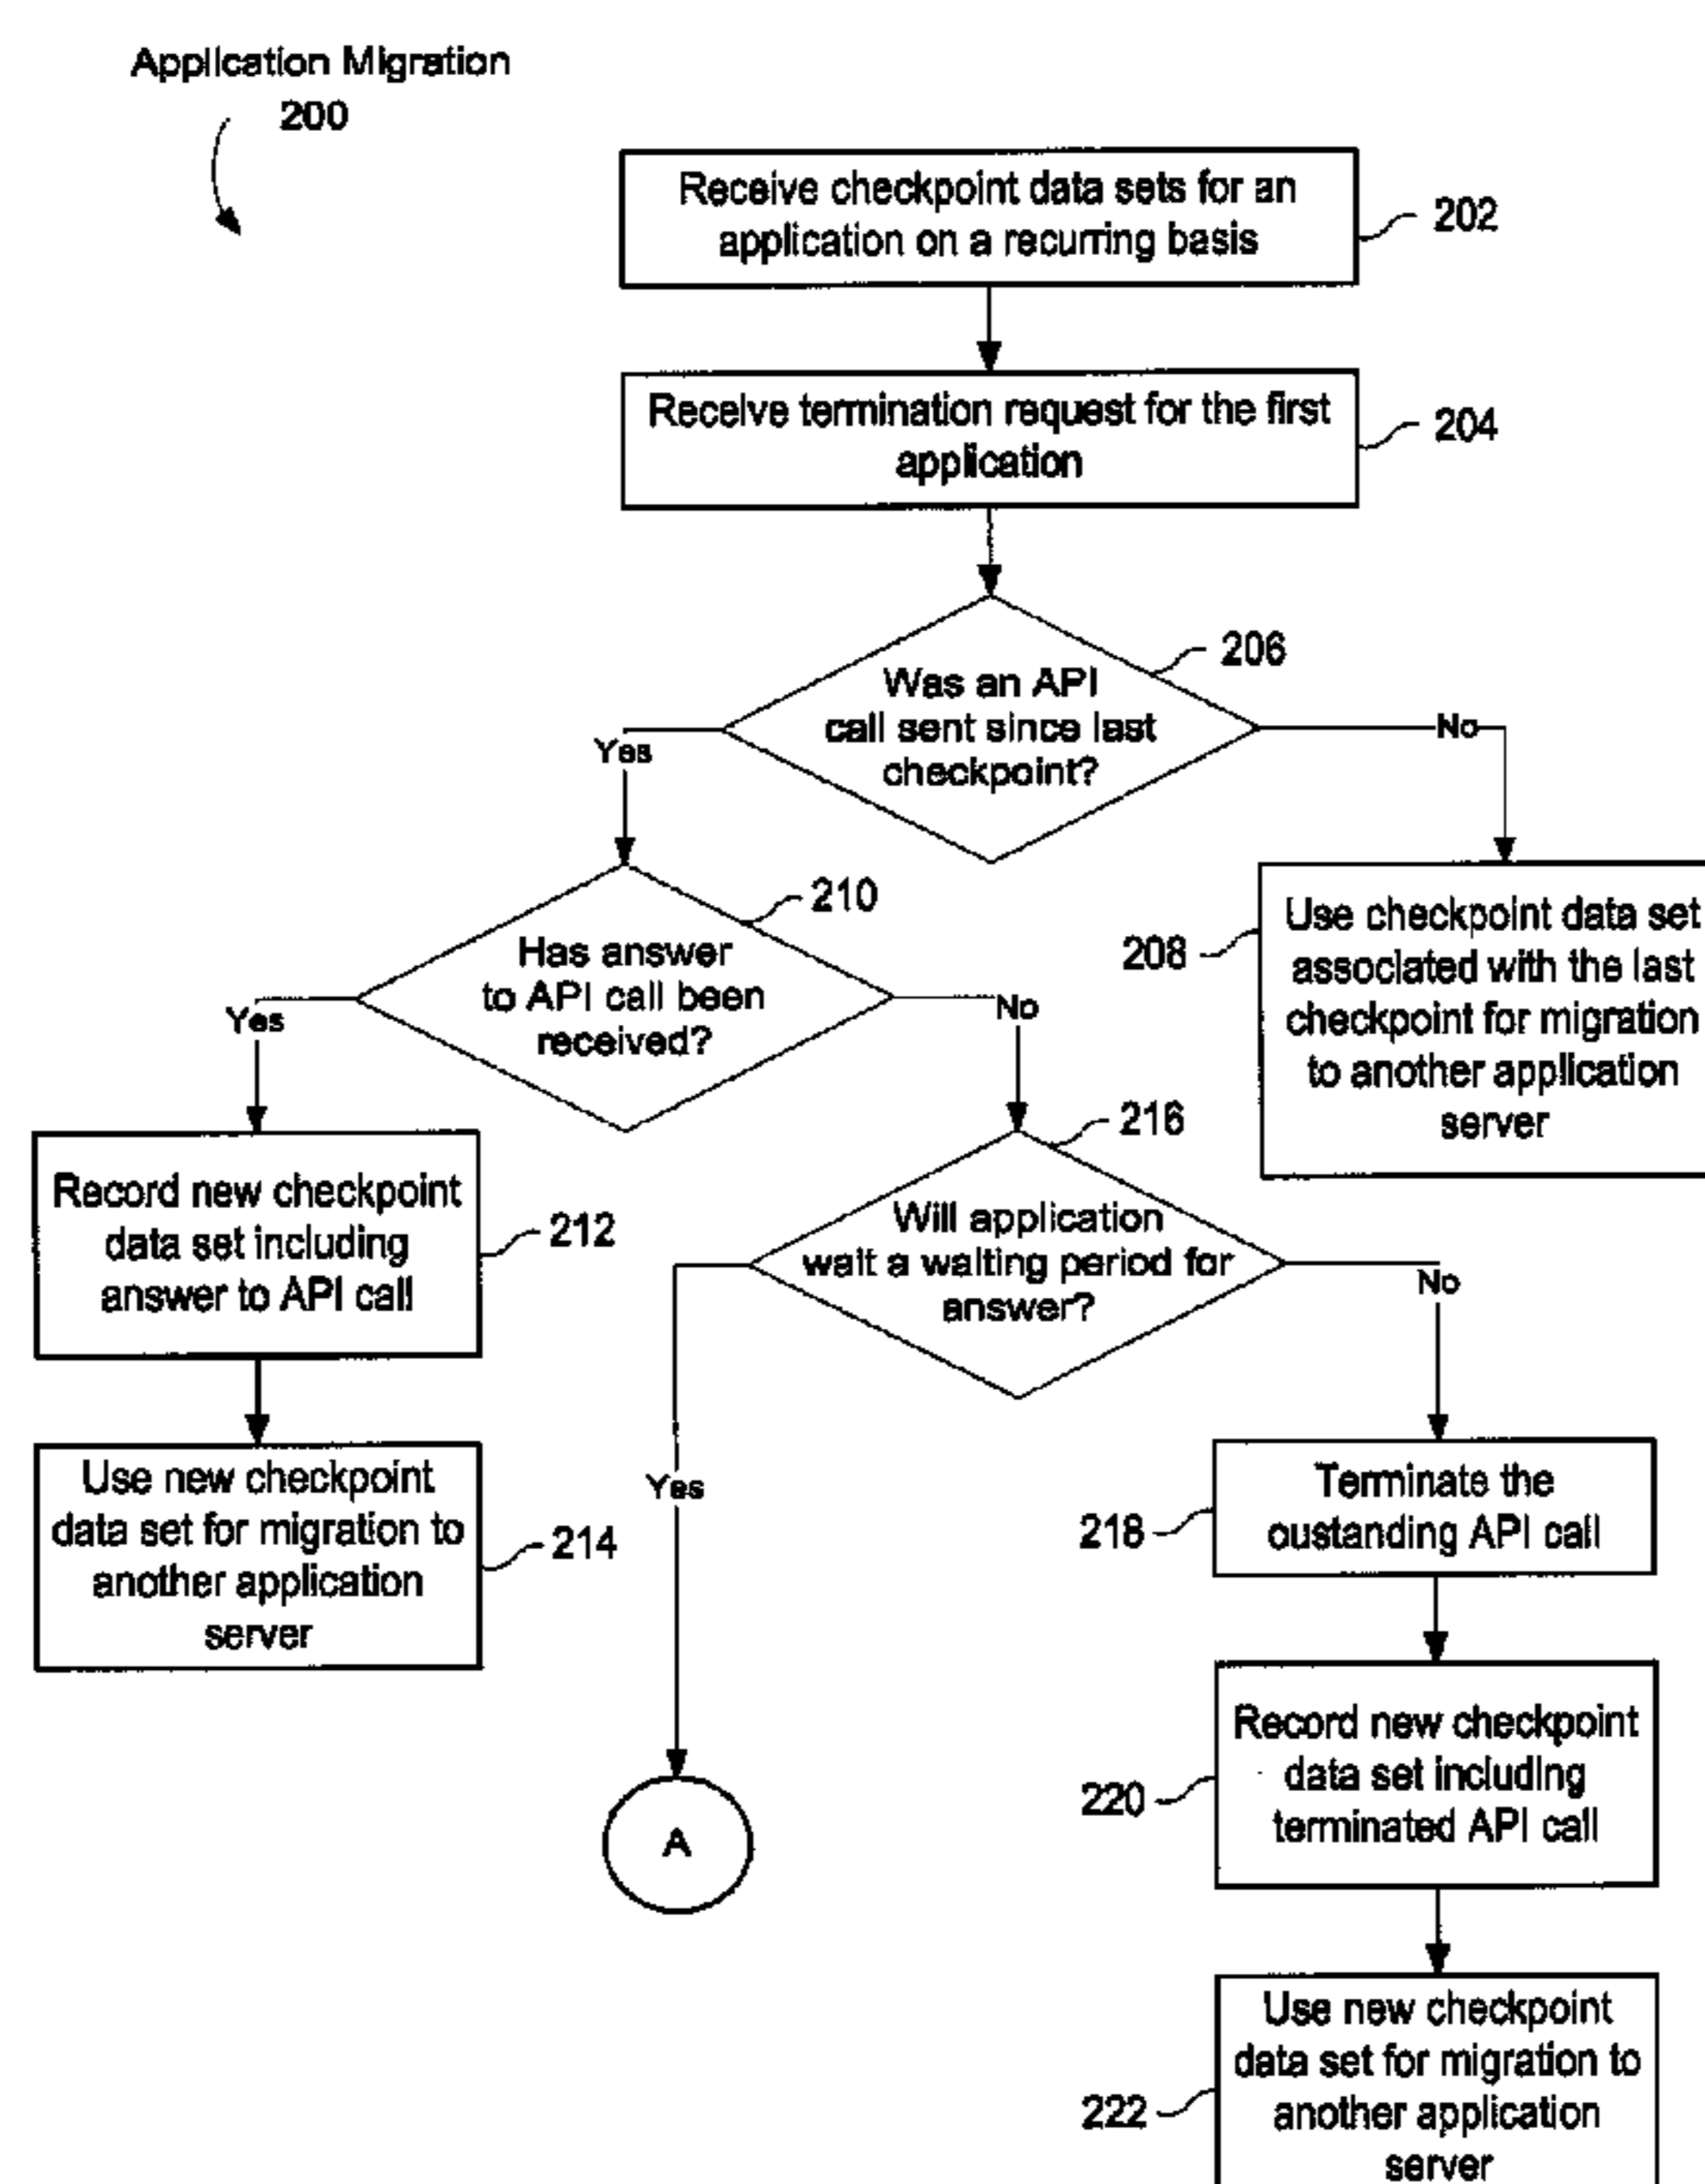 Application Migration
200
Receive checkpoint data sets for an
application on a recurring basis
202
Receive termination request for the first
application
204
206
Was an API
call sent since last
checkpoint?
Yes
No
210
Has answer
to API call been
received?
Yes
No
208
Use checkpoint data set
associated with the last
checkpoint for migration
to another application
server
216
Will application
wait a waiting period for
answer?
Yes
No
Record new checkpoint
data set including
answer to API call
212
Use new checkpoint
data set for migration to
another application
server
214
A
218
Terminate the
oustanding API call
220
Record new checkpoint
data set including
terminated API call
222
Use new checkpoint
data set for migration to
another application
server